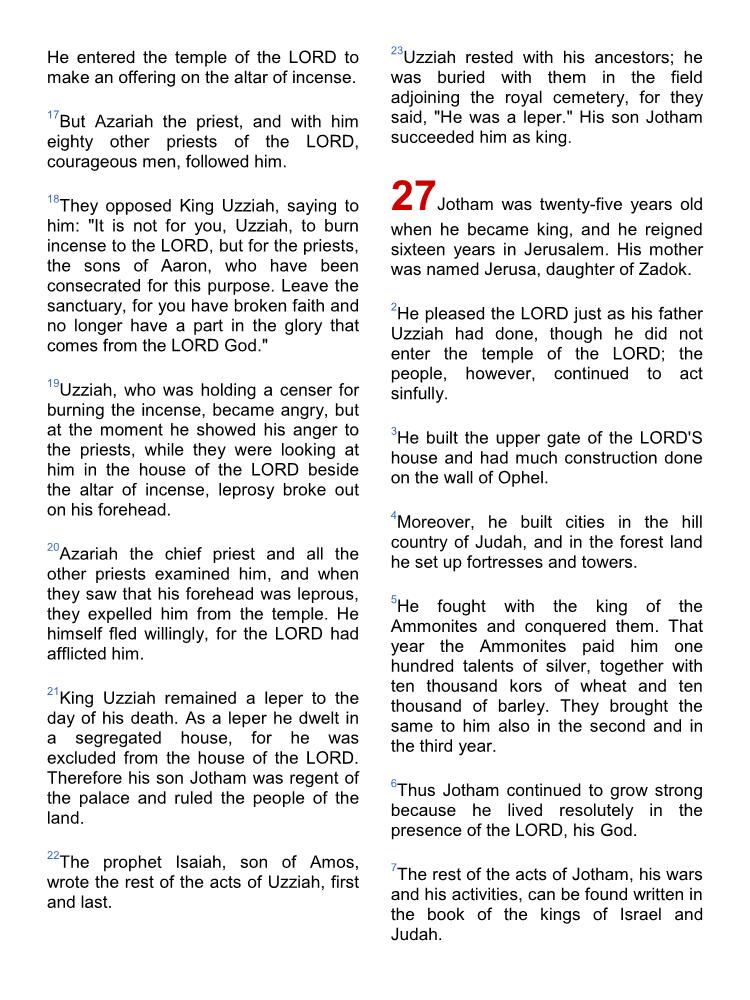 He entered the temple of the LORD to
make an offering on the altar of incense.
17But Azariah the priest, and with him
eighty other priests of the LORD,
courageous men, followed him.
18They opposed King Uzziah, saying to
him: "It is not for you, Uzziah, to burn
incense to the LORD, but for the priests,
the sons of Aaron, who have been
consecrated for this purpose. Leave the
sanctuary, for you have broken faith and
no longer have a part in the glory that
comes from the LORD God."
19Uzziah, who was holding a censer for
burning the incense, became angry, but
at the moment he showed his anger to
the priests, while they were looking at
him in the house of the LORD beside
the altar of incense, leprosy broke out
on his forehead.
20Azariah the chief priest and all the
other priests examined him, and when
they saw that his forehead was leprous,
they expelled him from the temple. He
himself fled willingly, for the LORD had
afflicted him.
21King Uzziah remained a leper to the
day of his death. As a leper he dwelt in
a segregated house, for he was
excluded from the house of the LORD.
Therefore his son Jotham was regent of
the palace and ruled the people of the
land.
22The prophet Isaiah, son of Amos,
wrote the rest of the acts of Uzziah, first
and last.
23Uzziah rested with his ancestors; he
was buried with them in the field
adjoining the royal cemetery, for they
said, "He was a leper." His son Jotham
succeeded him as king.
27 Jotham was twenty-five years old
when he became king, and he reigned
sixteen years in Jerusalem. His mother
was named Jerusa, daughter of Zadok.
2He pleased the LORD just as his father
Uzziah had done, though he did not
enter the temple of the LORD; the
people, however, continued to act
sinfully.
3He built the upper gate of the LORD'S
house and had much construction done
on the wall of Ophel.
4Moreover, he built cities in the hill
country of Judah, and in the forest land
he set up fortresses and towers.
5He fought with the king of the
Ammonites and conquered them. That
year the Ammonites paid him one
hundred talents of silver, together with
ten thousand kors of wheat and ten
thousand of barley. They brought the
same to him also in the second and in
the third year.
6Thus Jotham continued to grow strong
because he lived resolutely in the
presence of the LORD, his God.
7The rest of the acts of Jotham, his wars
and his activities, can be found written in
the book of the kings of Israel and
Judah.